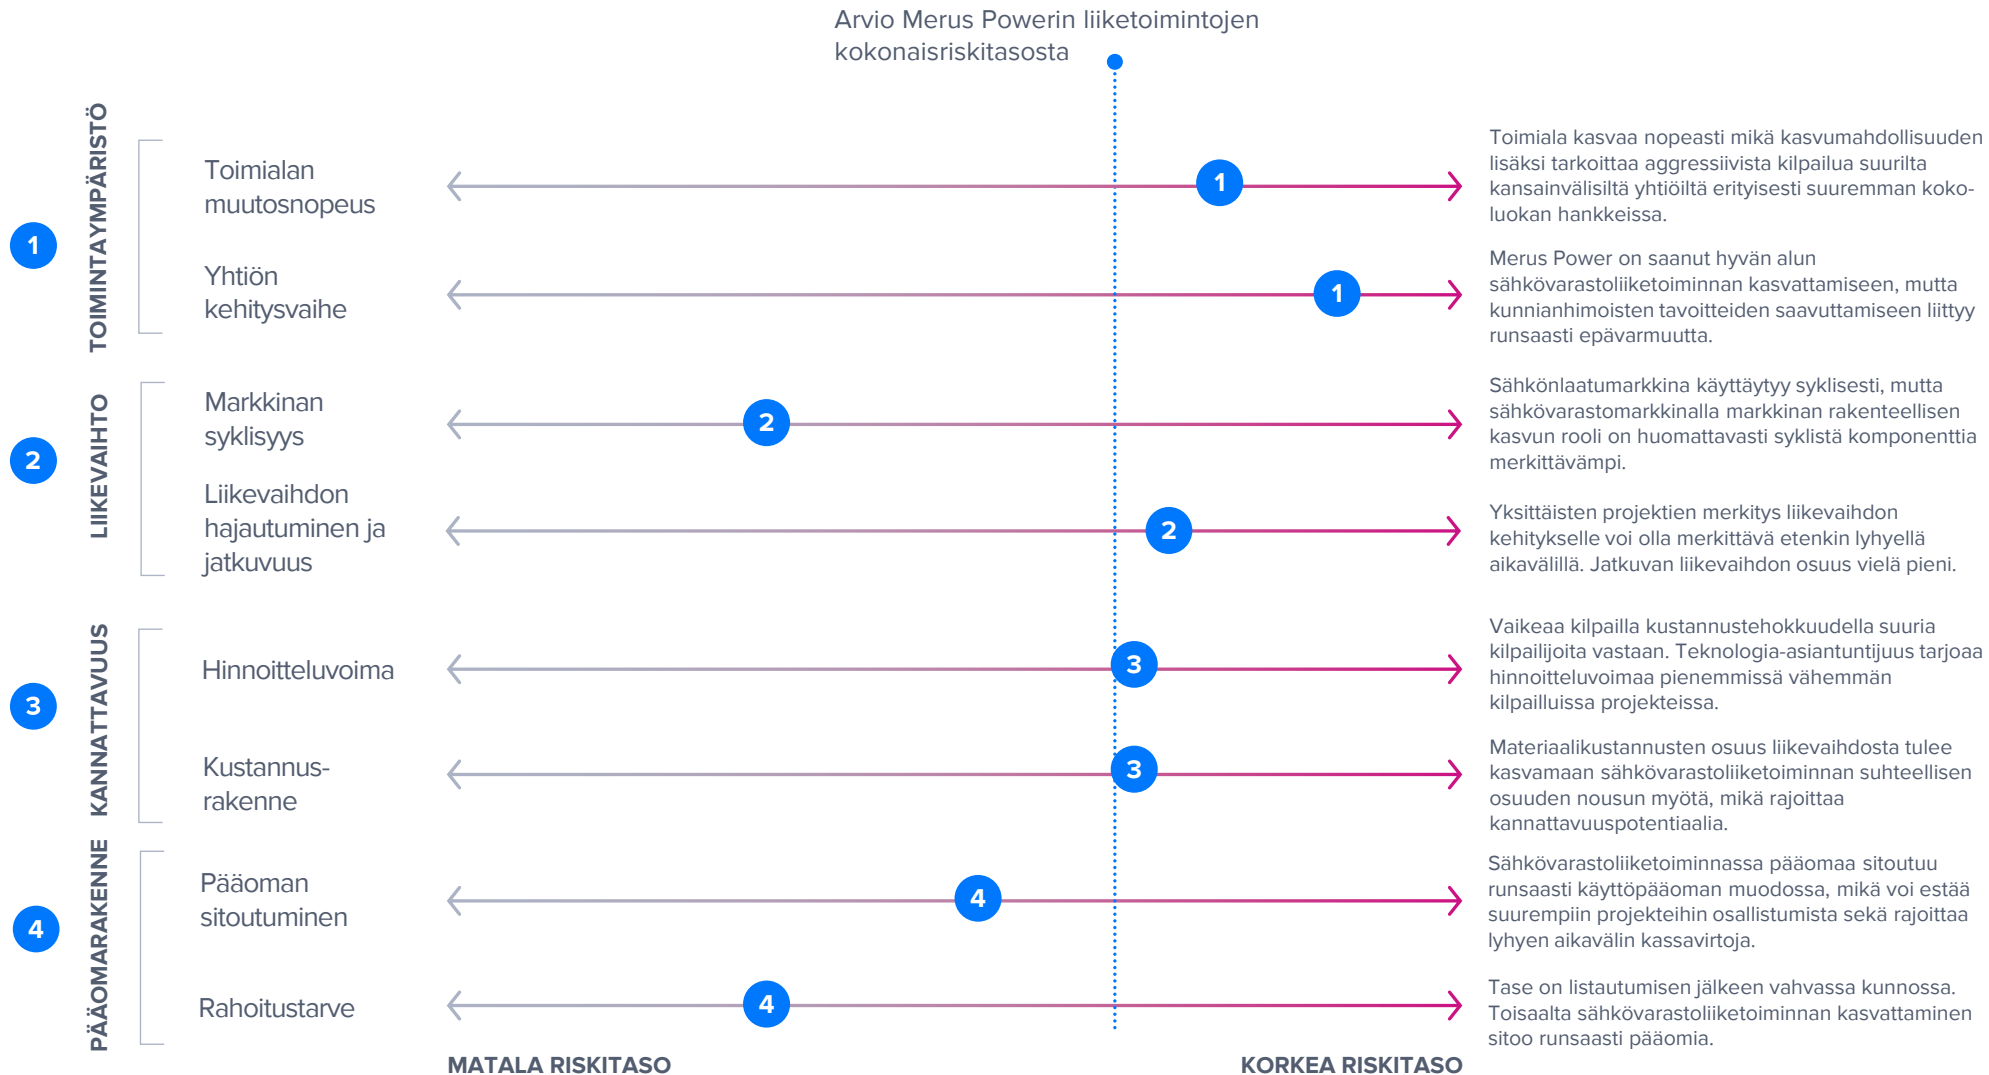 Arvio Merus Powerin liiketoimintojen
kokonaisriskitasosta
1
TOIMINTAYMPÄRISTÖ
Toimialan
muutosnopeus
1
Toimiala kasvaa nopeasti mikä kasvumahdollisuuden
lisäksi tarkoittaa aggressiivista kilpailua suurilta
kansainvälisiltä yhtiöiltä erityisesti suuremman koko-
luokan hankkeissa.
Yhtiön
kehitysvaihe
1
Merus Power on saanut hyvän alun
sähkövarastoliiketoiminnan kasvattamiseen, mutta
kunnianhimoisten tavoitteiden saavuttamiseen liittyy
runsaasti epävarmuutta.
2
LIIKEVAIHTO
Markkinan
syklisyys
2
Sähkönlaatumarkkina käyttäytyy syklisesti, mutta
sähkövarastomarkkinalla markkinan rakenteellisen
kasvun rooli on huomattavasti syklistä komponenttia
merkittävämpi.
Liikevaihdon
hajautuminen ja
jatkuvuus
2
Yksittäisten projektien merkitys liikevaihdon
kehitykselle voi olla merkittävä etenkin lyhyellä
aikavälillä. Jatkuvan liikevaihdon osuus vielä pieni.
3
KANNATTAVUUS
Hinnoitteluvoima
3
Vaikeaa kilpailla kustannustehokkuudella suuria
kilpailijoita vastaan. Teknologia-asiantuntijuus tarjoaa
hinnoitteluvoimaa pienemmissä vähemmän
kilpailluissa projekteissa.
Kustannus-
rakenne
3
Materiaalikustannusten osuus liikevaihdosta tulee
kasvamaan sähkövarastoliiketoiminnan suhteellisen
osuuden nousun myötä, mikä rajoittaa
kannattavuuspotentiaalia.
4
PÄÄOMARAKENNE
Pääoman
sitoutuminen
4
Sähkövarastoliiketoiminnassa pääomaa sitoutuu
runsaasti käyttöpääoman muodossa, mikä voi estää
suurempiin projekteihin osallistumista sekä rajoittaa
lyhyen aikavälin kassavirtoja.
Rahoitustarve
4
Tase on listautumisen jälkeen vahvassa kunnossa.
Toisaalta sähkövarastoliiketoiminnan kasvattaminen
sitoo runsaasti pääomia.
MATALA RISKITASO
KORKEA RISKITASO